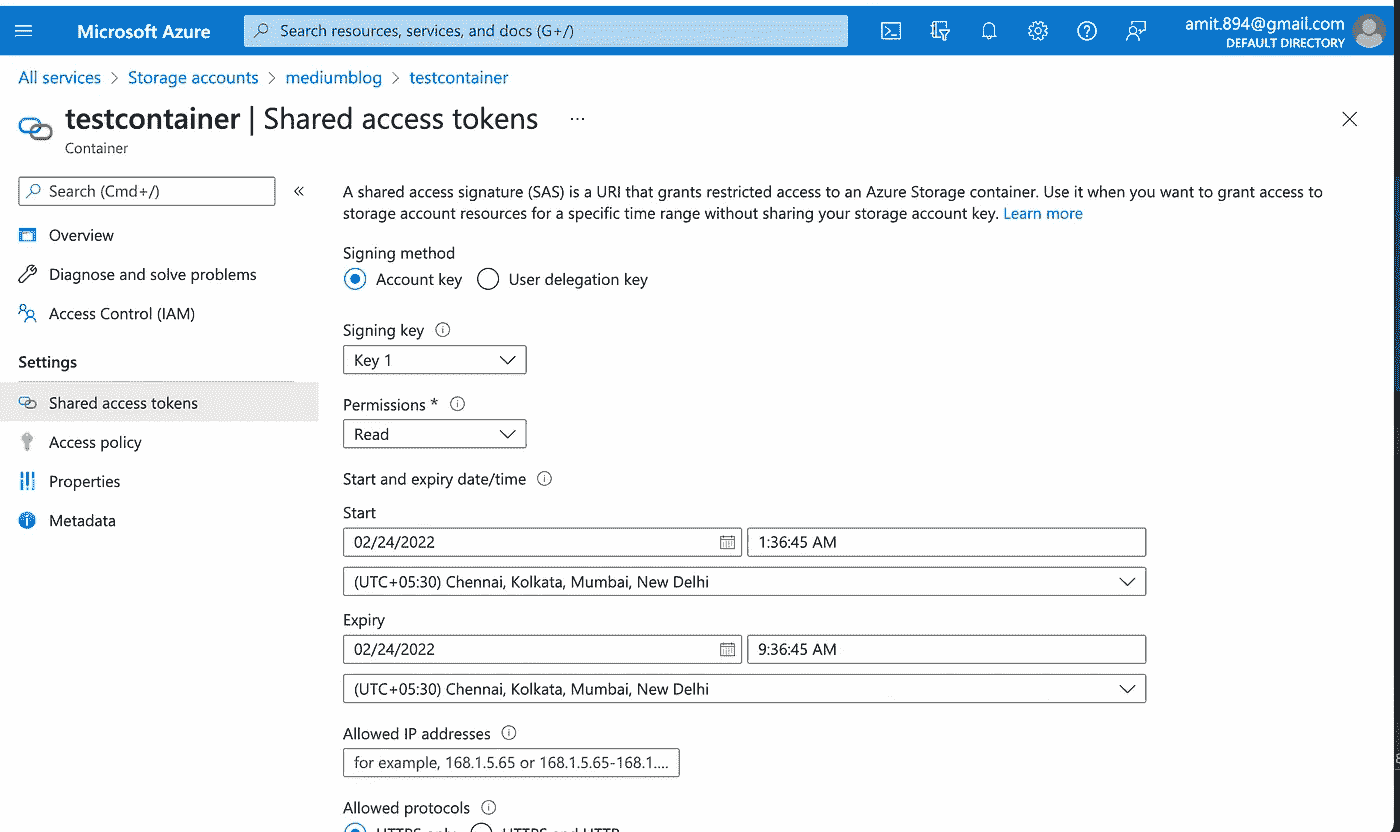 Microsoft Azure
Search resources, services, and docs (G+/)
amit.894@gmail.com
DEFAULT DIRECTORY
All services > Storage accounts > mediumblog > testcontainer
testcontainer | Shared access tokens ...
Container
Search (Cmd+/)
«
Overview
Diagnose and solve problems
Access Control (IAM)
Settings
Shared access tokens
Access policy
Properties
Metadata
A shared access signature (SAS) is a URI that grants restricted access to an Azure Storage container. Use it when you want to grant access to
storage account resources for a specific time range without sharing your storage account key. Learn more
Signing method
Account key User delegation key
Signing key
Key 1
Permissions *
Read
Start and expiry date/time
Start
02/24/2022 1:36:45 AM
(UTC+05:30) Chennai, Kolkata, Mumbai, New Delhi
Expiry
02/24/2022 9:36:45 AM
(UTC+05:30) Chennai, Kolkata, Mumbai, New Delhi
Allowed IP addresses
for example, 168.1.5.65 or 168.1.5.65-168.1....
Allowed protocols
HTTPS only HTTPS and HTTP